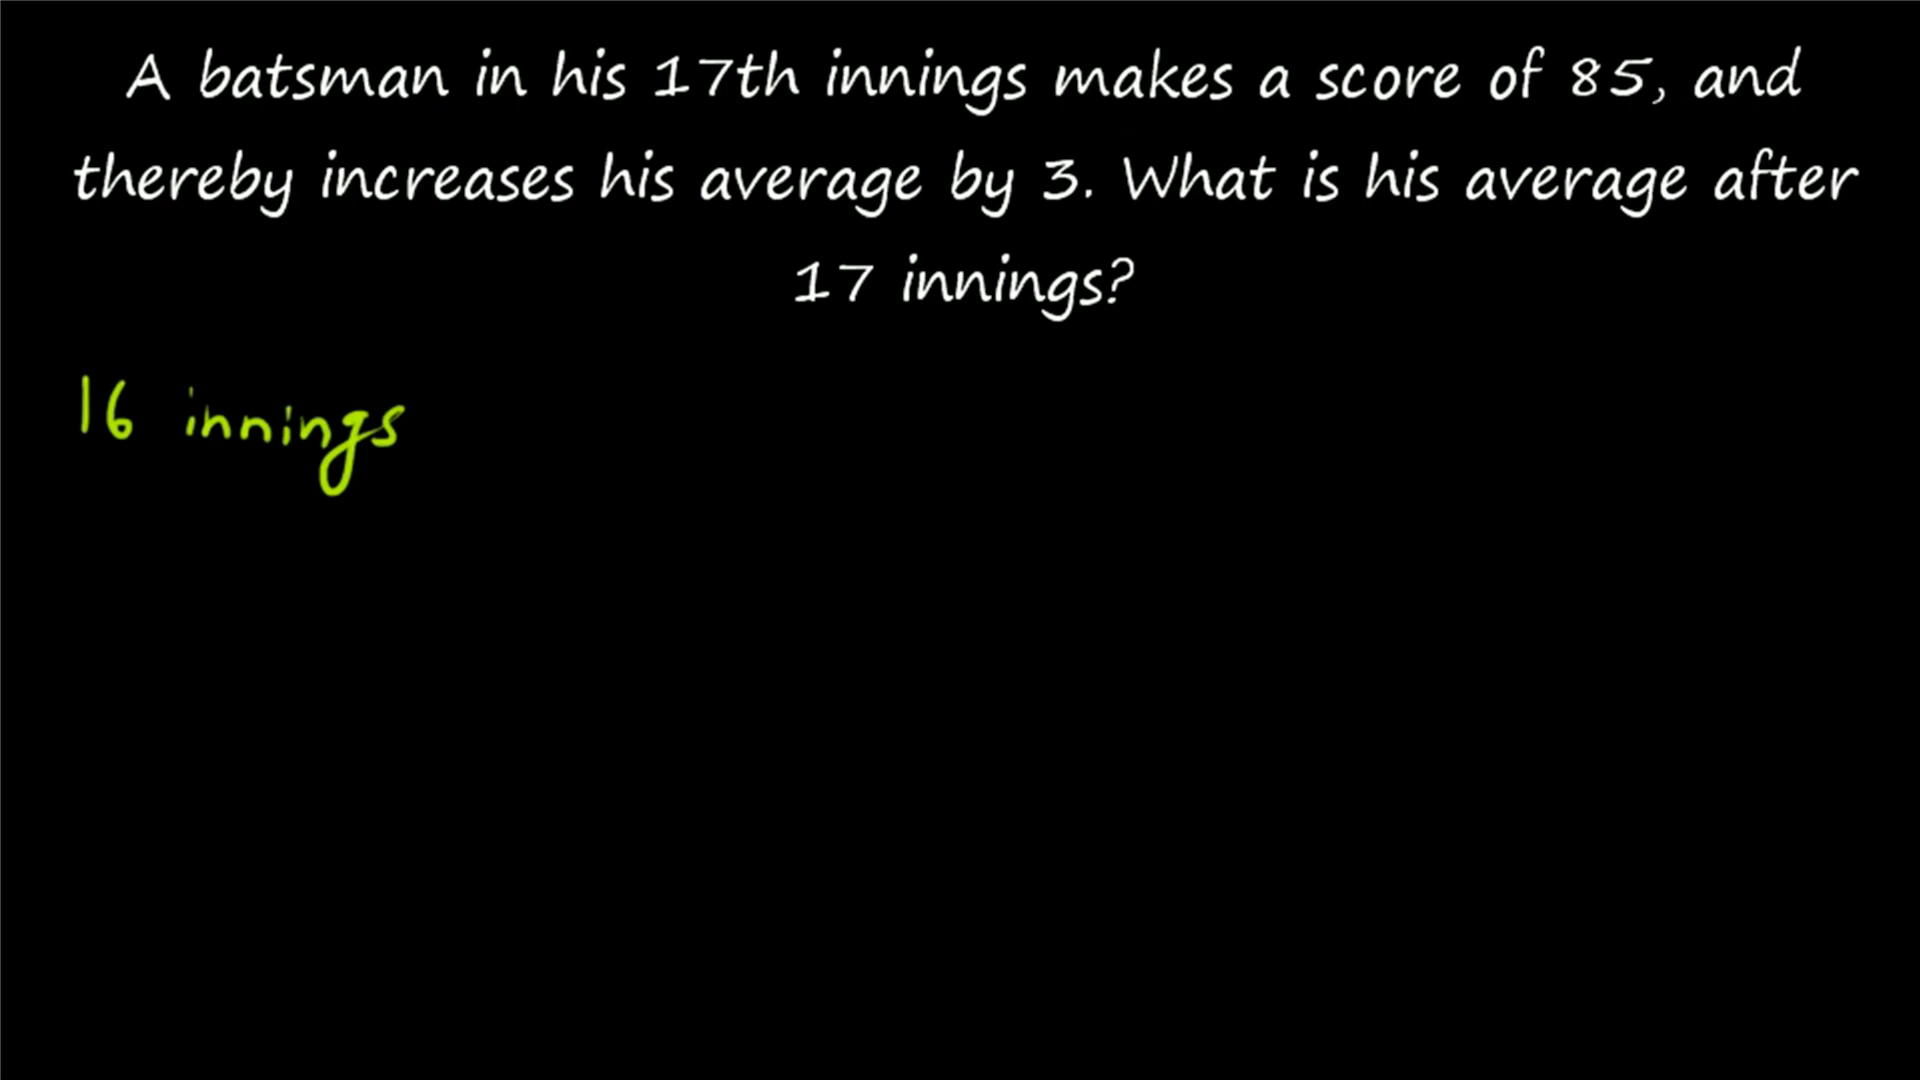 A batsman in his 17th innings makes a score of 85, and
thereby increases his average by 3. What is his average after
17 innings?
16 innings